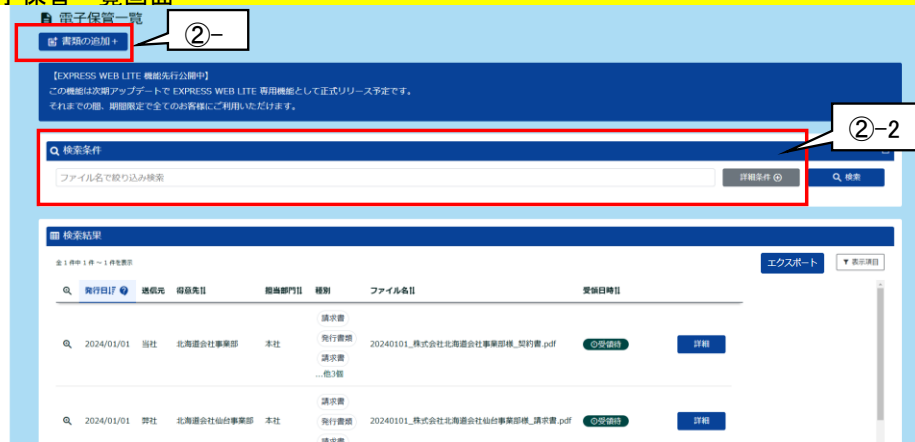 電子保管一覧
書類の追加+
②-
【EXPRESS WEB LITE 機能先行公開中】
この機能は次期アップデートで EXPRESS WEB LITE 専用機能として正式リリース予定です。
それまでの間、期間限定で全てのお客様にご利用いただけます。
②-2
検索条件
ファイル名で絞り込み検索
詳細条件
検索
検索結果
全1件中1件～1件を表示
エクスポート
▼ 表示項目
発行日 送信元 得意先 担当部門 種別 ファイル名 受領日時
請求書
発行書類
請求書
...他3個
2024/01/01 当社 北海道会社事業部 本社 20240101_株式会社北海道会社事業部様_契約書.pdf 受領待 詳細
請求書
発行書類
2024/01/01 弊社 北海道会社仙台事業部 本社 20240101_株式会社北海道会社仙台事業部様_請求書.pdf 受領待 詳細